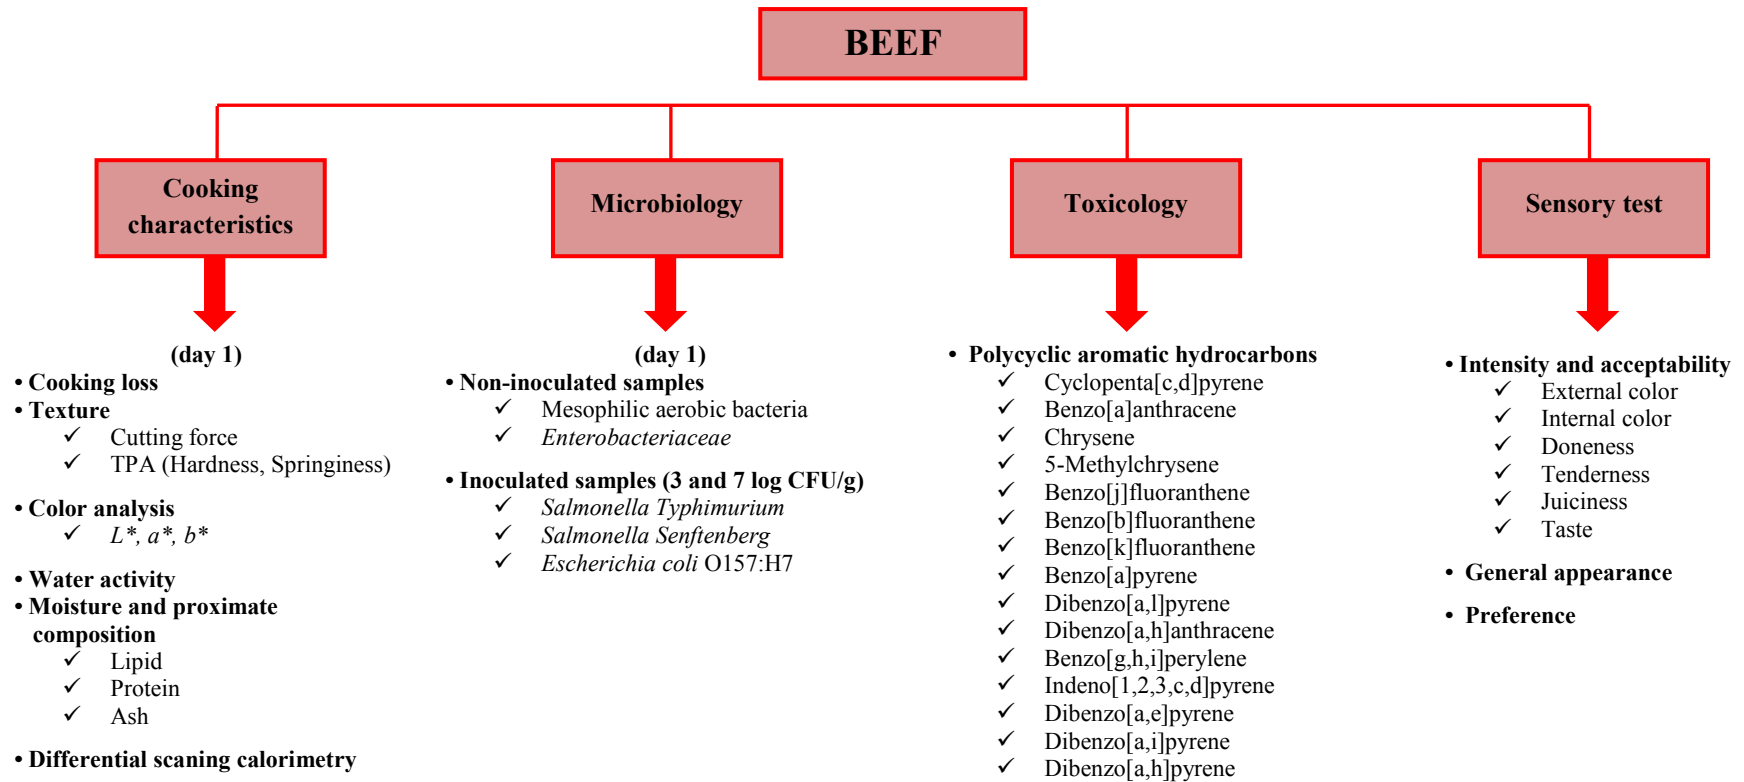 BEEF
Cooking
characteristics
Microbiology
Toxicology
Sensory test
(day 1)
• Cooking loss
• Texture
✓ Cutting force
✓ TPA (Hardness, Springiness)
• Color analysis
✓ L*, a*, b*
• Water activity
• Moisture and proximate
composition
✓ Lipid
✓ Protein
✓ Ash
• Differential scaning calorimetry
(day 1)
• Non-inoculated samples
✓ Mesophilic aerobic bacteria
✓ Enterobacteriaceae
• Inoculated samples (3 and 7 log CFU/g)
✓ Salmonella Typhimurium
✓ Salmonella Senftenberg
✓ Escherichia coli O157:H7
• Polycyclic aromatic hydrocarbons
✓ Cyclopenta[c,d]pyrene
✓ Benzo[a]anthracene
✓ Chrysene
✓ 5-Methylchrysene
✓ Benzo[j]fluoranthene
✓ Benzo[b]fluoranthene
✓ Benzo[k]fluoranthene
✓ Benzo[a]pyrene
✓ Dibenzo[a,l]pyrene
✓ Dibenzo[a,h]anthracene
✓ Benzo[g,h,i]perylene
✓ Indeno[1,2,3,c,d]pyrene
✓ Dibenzo[a,e]pyrene
✓ Dibenzo[a,i]pyrene
✓ Dibenzo[a,h]pyrene
• Intensity and acceptability
✓ External color
✓ Internal color
✓ Doneness
✓ Tenderness
✓ Juiciness
✓ Taste
• General appearance
• Preference